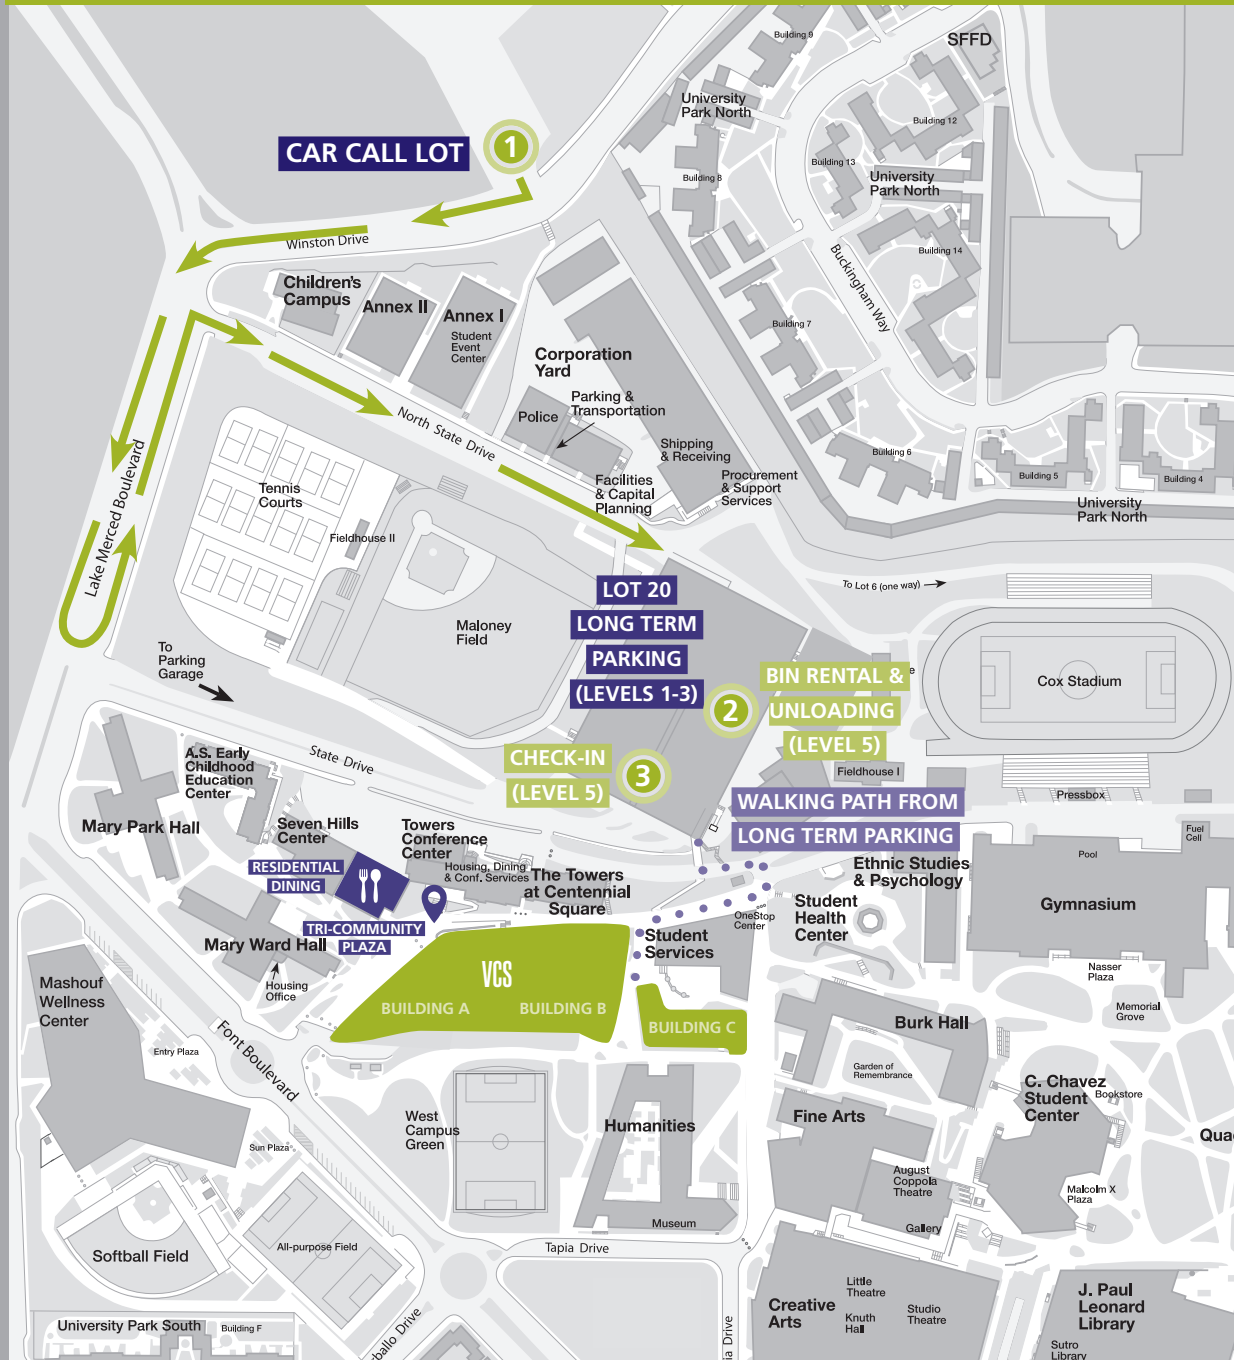 Building 9
SFFD
University
Park North
Building 12
CAR CALL LOT
1
Building 13
Building 8
University
Park North
Winston Drive
Building 14
Buckingham Way
Children's
Campus
Annex II
Annex I
Student
Event
Center
Building 7
Corporation
Yard
Parking &
Transportation
Police
North State Drive
Shipping
& Receiving
Building 6
Facilities
& Capital
Planning
Procurement
& Support
Services
Building 5
Building 4
University
Park North
Tennis
Courts
Lake Merced Boulevard
Fieldhouse II
To Lot 6 (one way)
LOT 20
LONG TERM
PARKING
(LEVELS 1-3)
Maloney
Field
To
Parking
Garage
BIN RENTAL &
UNLOADING
(LEVEL 5)
2
e
Cox Stadium
State Drive
CHECK-IN
(LEVEL 5)
3
Fieldhouse I
A.S. Early
Childhood
Education
Center
WALKING PATH FROM
LONG TERM PARKING
Pressbox
Mary Park Hall
Seven Hills
Center
Towers
Conference
Center
Housing, Dining
& Conf. Services
The Towers
at Centennial
Square
Fuel
Cell
Pool
Ethnic Studies
& Psychology
RESIDENTIAL
DINING
Gymnasium
Student
Health
Center
OneStop
Center
TRI-COMMUNITY
PLAZA
Mary Ward Hall
Student
Services
Housing
Office
VCS
BUILDING A
BUILDING B
BUILDING C
Mashouf
Wellness
Center
Nasser
Plaza
Memorial
Grove
Burk Hall
Font Boulevard
Entry Plaza
Garden of
Remembrance
C. Chavez
Student
Center
Bookstore
West
Campus
Green
Humanities
Fine Arts
Quad
Sun Plaza
August
Coppola
Theatre
Malcolm X
Plaza
Museum
Gallery
Softball Field
All-purpose Field
Tapia Drive
Little
Theatre
Creative
Arts
Knuth
Hall
Studio
Theatre
J. Paul
Leonard
Library
University Park South
Building F
rballo Drive
ia Drive
Sutro
Library